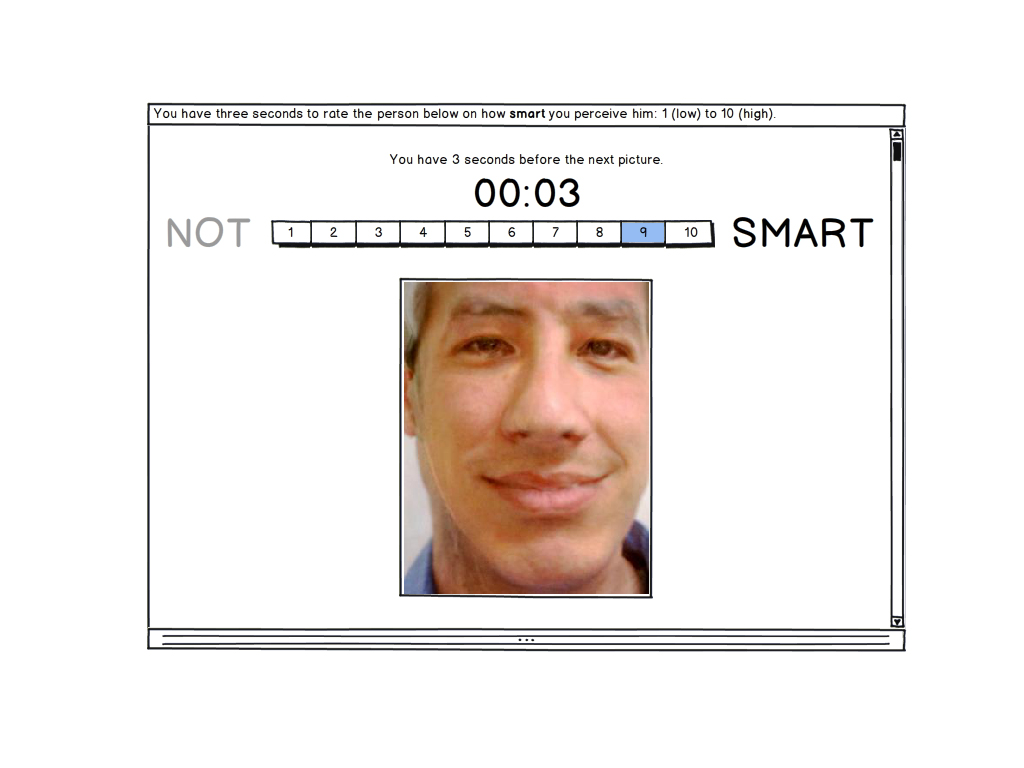 You have three seconds to rate the person below on how smart you perceive him: 1 (low) to 10 (high).
You have 3 seconds before the next picture.
00:03
NOT 1 2 3 4 5 6 7 8 9 10 SMART